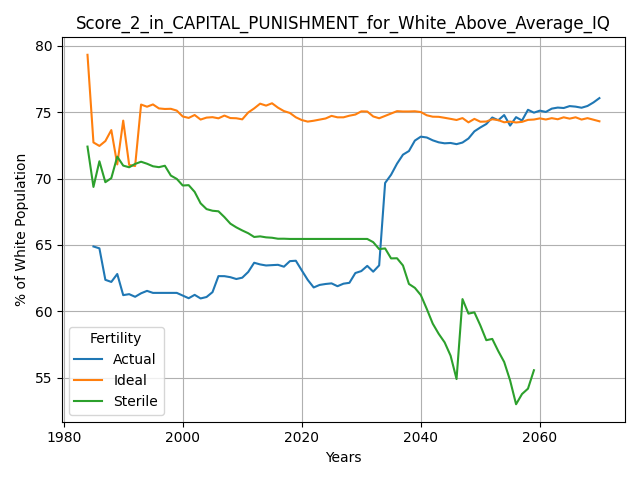 Score_2_in_CAPITAL_PUNISHMENT_for_White_Above_Average_IQ
% of White Population
80
75
70
65
60
55
Fertility
Actual
Ideal
Sterile
1980
2000
2020
2040
2060
Years